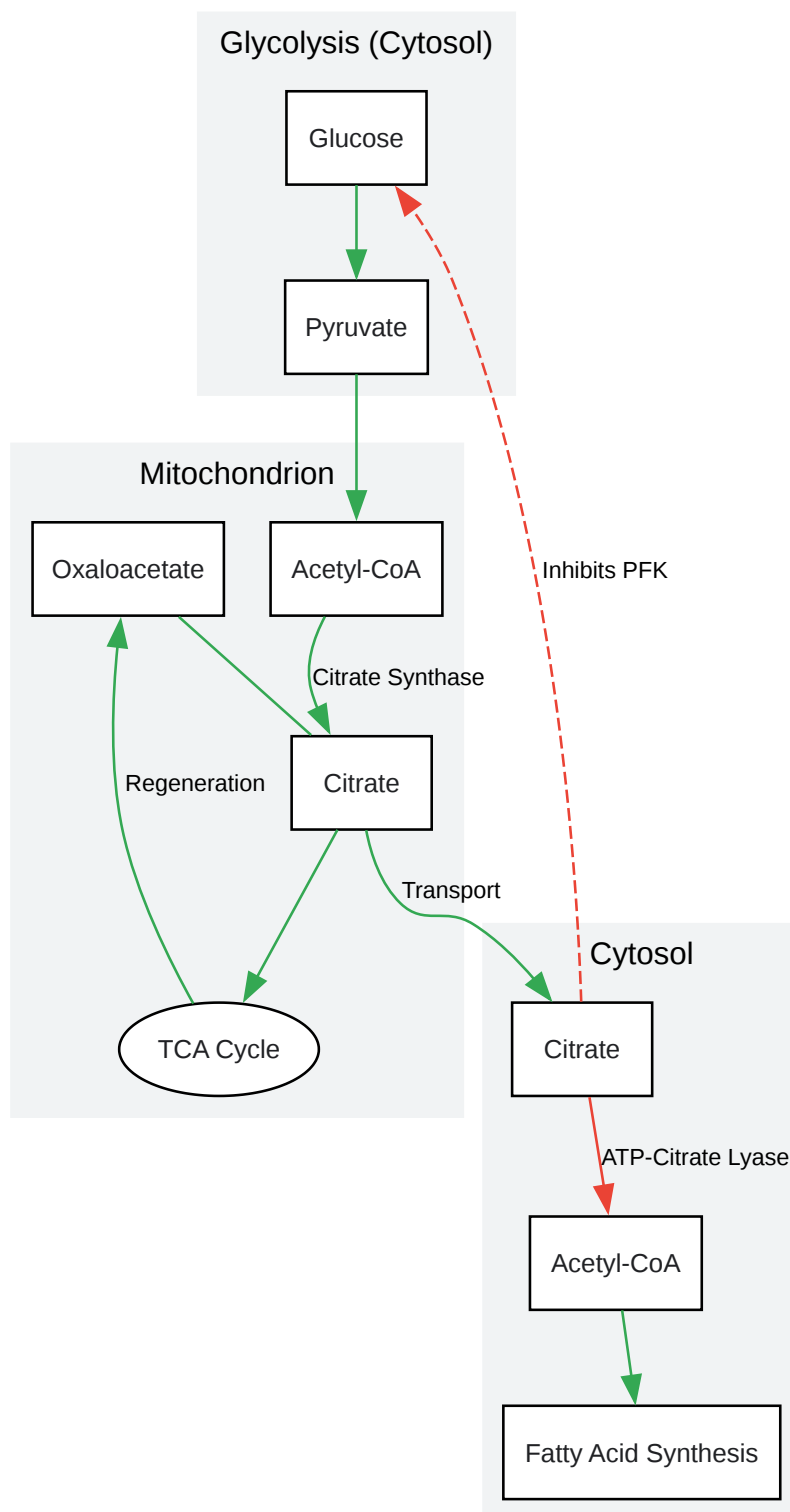 Glycolysis (Cytosol)
Glucose
Pyruvate
Mitochondrion
Oxaloacetate
Acetyl-CoA
Inhibits PFK
Citrate Synthase
Regeneration
Citrate
Transport
Cytosol
TCA Cycle
Citrate
ATP-Citrate Lyase
Acetyl-CoA
Fatty Acid Synthesis